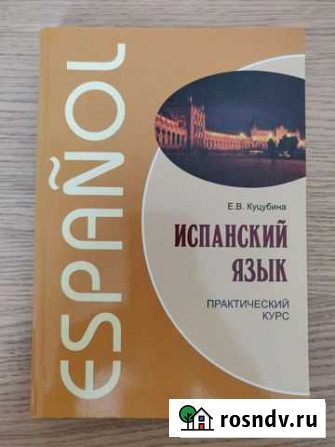 ESPAÑOL
Е.В. Куцубина
ИСПАНСКИЙ
ЯЗЫК
ПРАКТИЧЕСКИЙ
КУРС
rosndv.ru